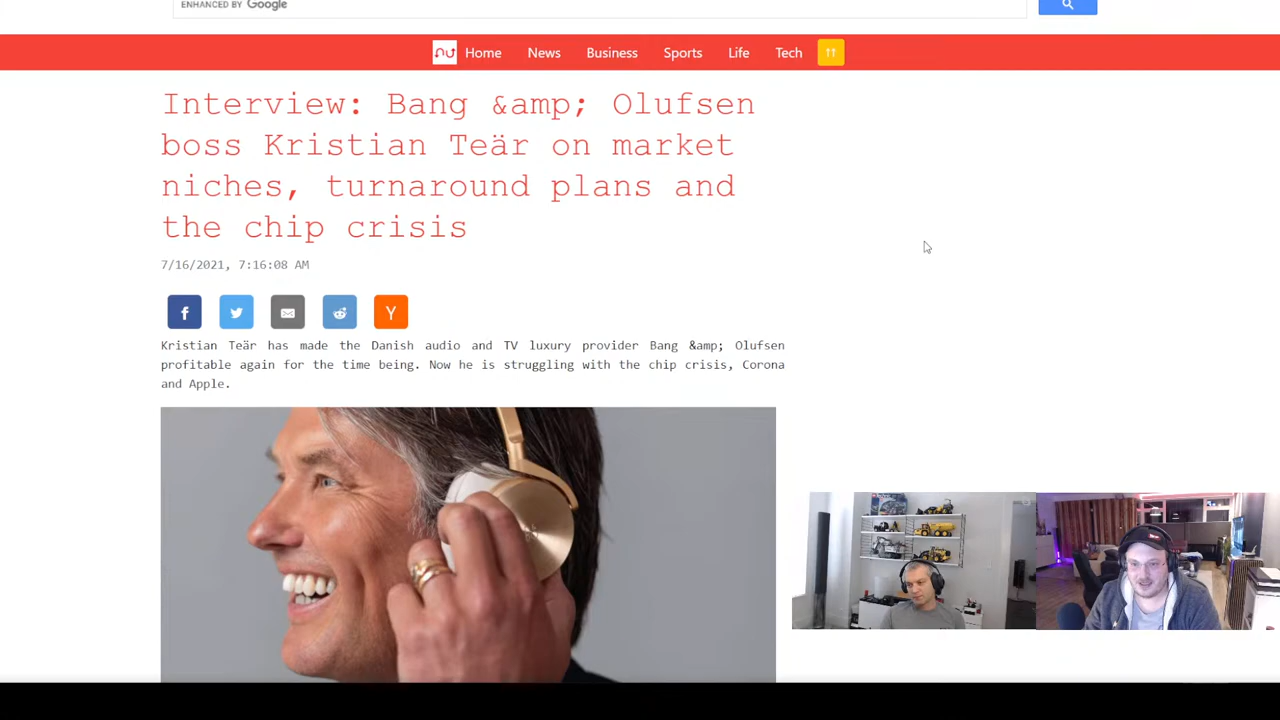 ENHANCED BY Google
Home News Business Sports Life Tech
Interview: Bang &amp; Olufsen
boss Kristian Teär on market
niches, turnaround plans and
the chip crisis
7/16/2021, 7:16:08 AM
f Y
Kristian Teär has made the Danish audio and TV luxury provider Bang &amp; Olufsen
profitable again for the time being. Now he is struggling with the chip crisis, Corona
and Apple.